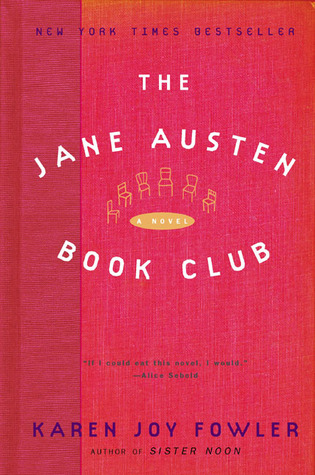 NEW YORK TIMES BESTSELLER
THE
JANE AUSTEN
A NOVEL
BOOK CLUB
"If I could eat this novel, I would."
—Alice Sebold
KAREN JOY FOWLER
AUTHOR OF SISTER NOON